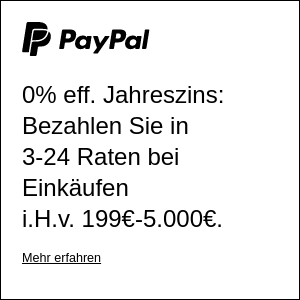 PayPal
0% eff. Jahreszins:
Bezahlen Sie in
3-24 Raten bei
Einkäufen
i.H.v. 199€-5.000€.
Mehr erfahren